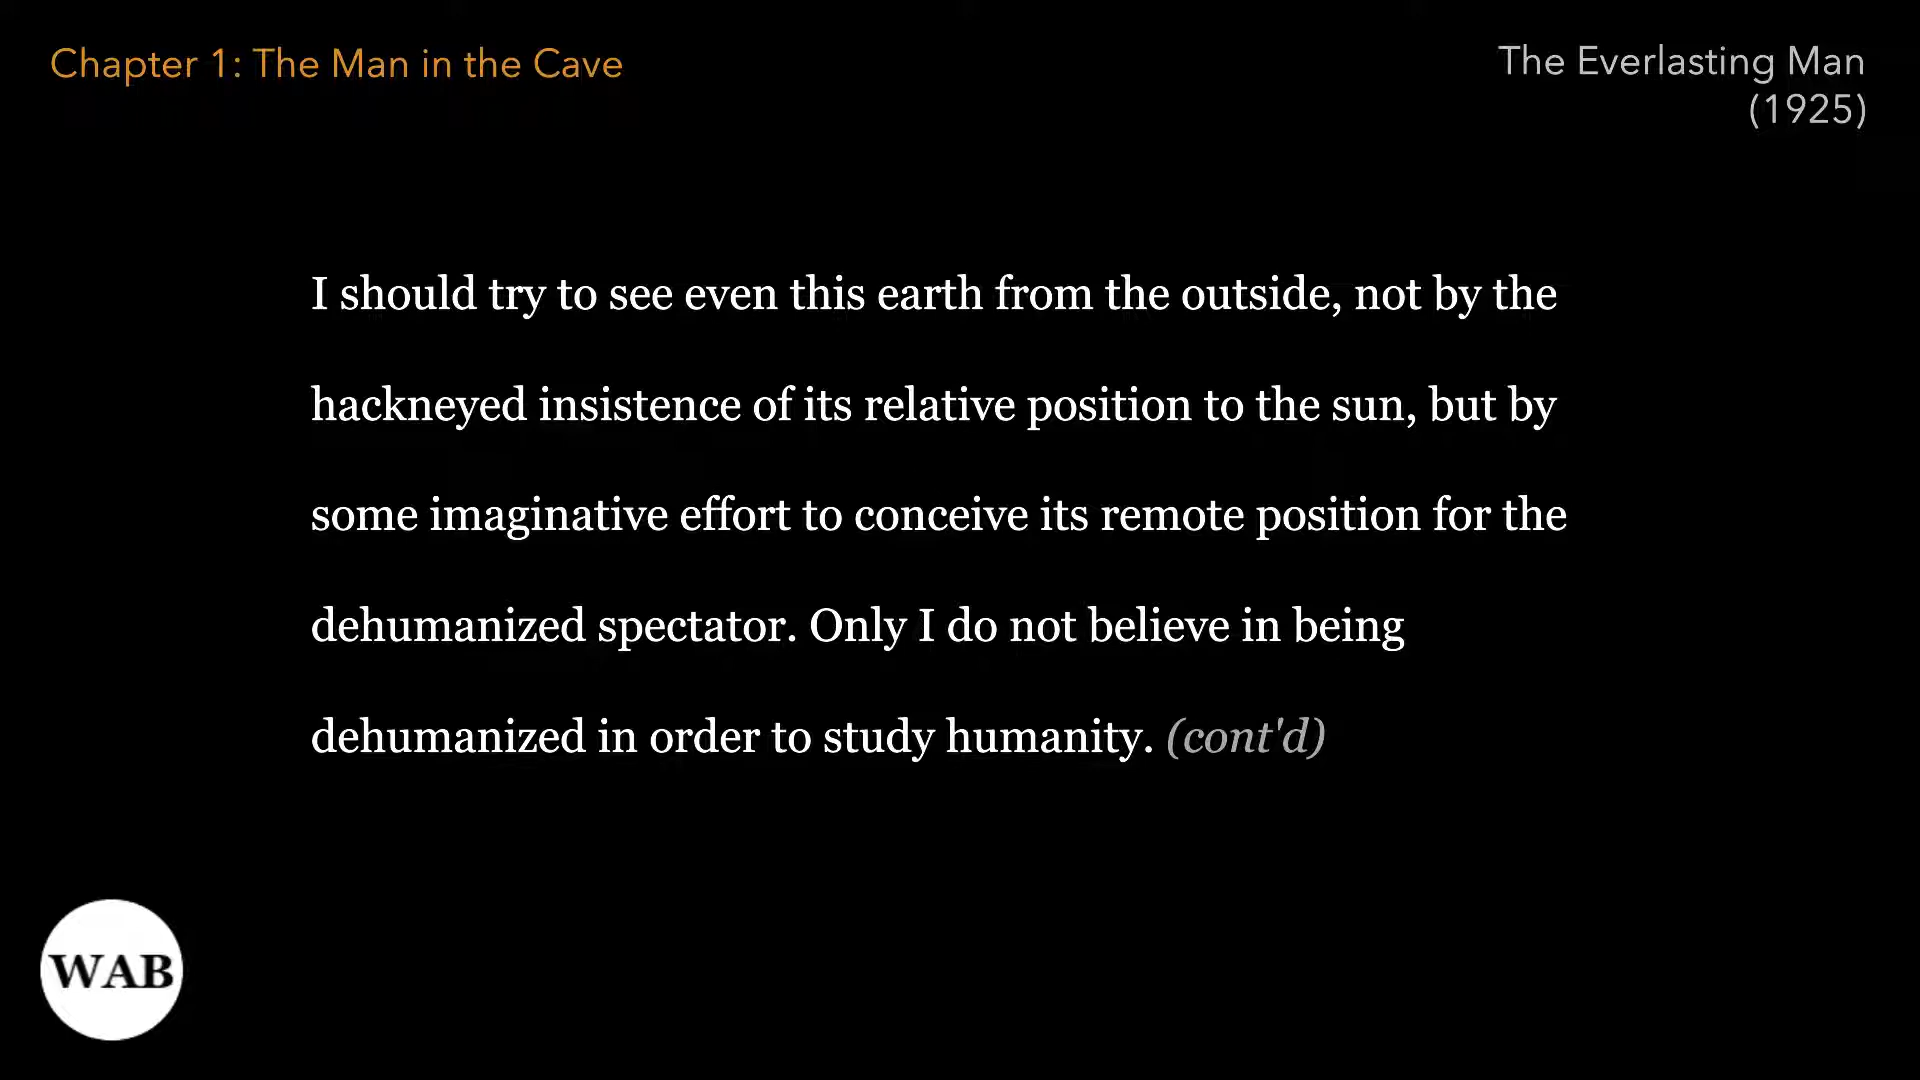 Chapter 1: The Man in the Cave
The Everlasting Man
(1925)
I should try to see even this earth from the outside, not by the
hackneyed insistence of its relative position to the sun, but by
some imaginative effort to conceive its remote position for the
dehumanized spectator. Only I do not believe in being
dehumanized in order to study humanity. (cont'd)
WAB